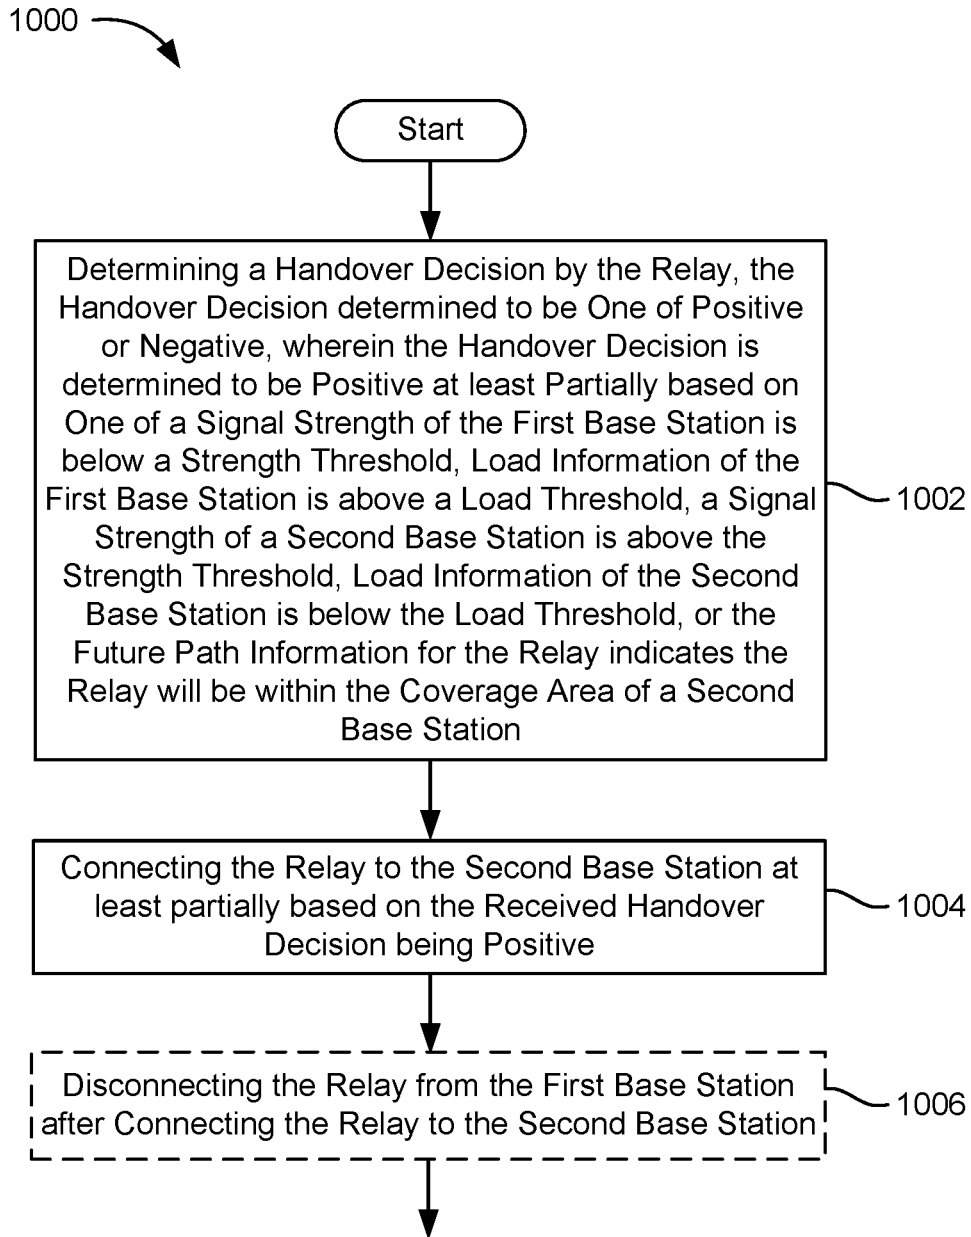 1000
Start
Determining a Handover Decision by the Relay, the
Handover Decision determined to be One of Positive
or Negative, wherein the Handover Decision is
determined to be Positive at least Partially based on
One of a Signal Strength of the First Base Station is
below a Strength Threshold, Load Information of the
First Base Station is above a Load Threshold, a Signal
Strength of a Second Base Station is above the
Strength Threshold, Load Information of the Second
Base Station is below the Load Threshold, or the
Future Path Information for the Relay indicates the
Relay will be within the Coverage Area of a Second
Base Station
1002
Connecting the Relay to the Second Base Station at
least partially based on the Received Handover
Decision being Positive
1004
Disconnecting the Relay from the First Base Station
after Connecting the Relay to the Second Base Station
1006